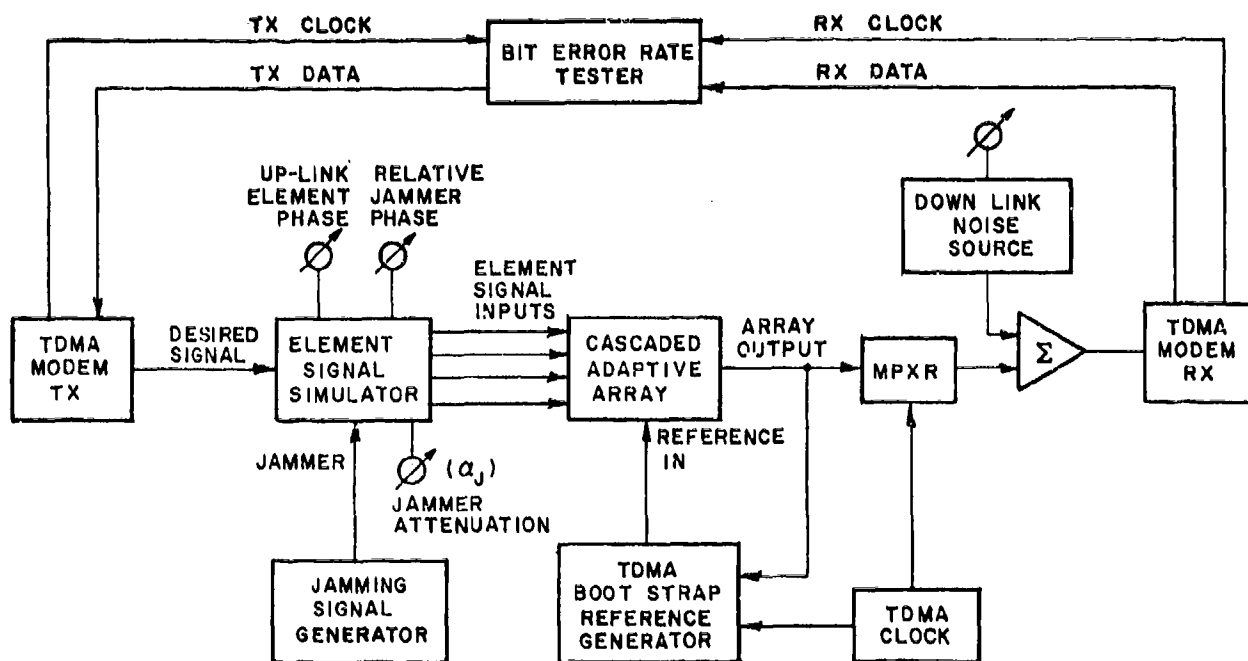 TX CLOCK
BIT ERROR RATE
TESTER
RX CLOCK
TX DATA
RX DATA
UP-LINK
ELEMENT
PHASE
RELATIVE
JAMMER
PHASE
DOWN LINK
NOISE
SOURCE
ELEMENT
SIGNAL
INPUTS
TDMA
MODEM
TX
DESIRED
SIGNAL
ELEMENT
SIGNAL
SIMULATOR
CASCADED
ADAPTIVE
ARRAY
ARRAY
OUTPUT
MPXR
Σ
TDMA
MODEM
RX
JAMMER
(αJ)
JAMMER
ATTENUATION
REFERENCE
IN
JAMMING
SIGNAL
GENERATOR
TDMA
BOOT STRAP
REFERENCE
GENERATOR
TDMA
CLOCK